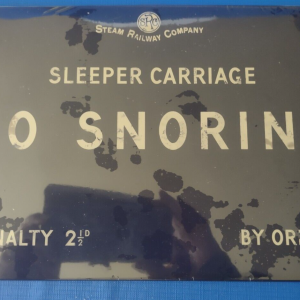 STEAM RAILWAY COMPANY
SLEEPER CARRIAGE
O SNORIN
NALTY 2½D
BY OR